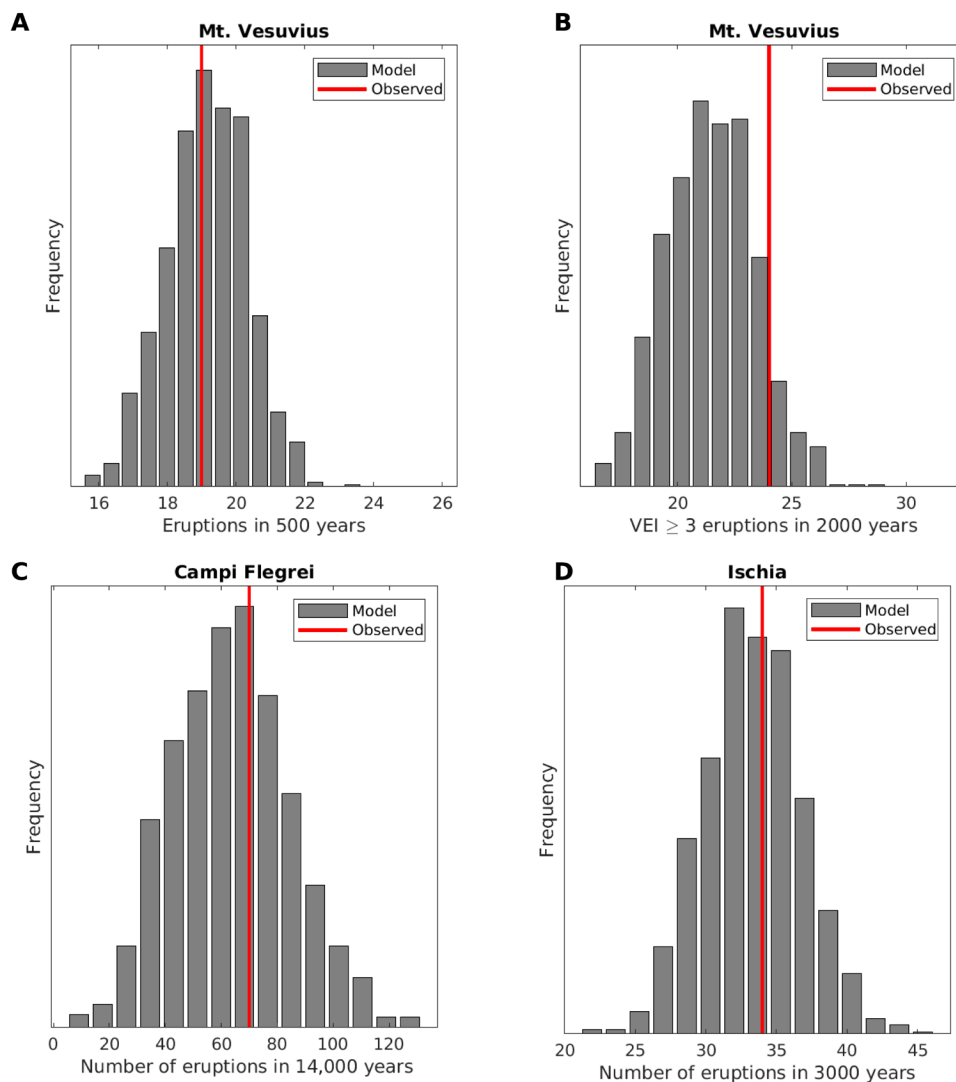 A
Mt. Vesuvius
Model
Observed
Frequency
16 18 20 22 24 26
Eruptions in 500 years
B
Mt. Vesuvius
Model
Observed
Frequency
20 25 30
VEI ≥ 3 eruptions in 2000 years
C
Campi Flegrei
Model
Observed
Frequency
0 20 40 60 80 100 120
Number of eruptions in 14,000 years
D
Ischia
Model
Observed
Frequency
20 25 30 35 40 45
Number of eruptions in 3000 years